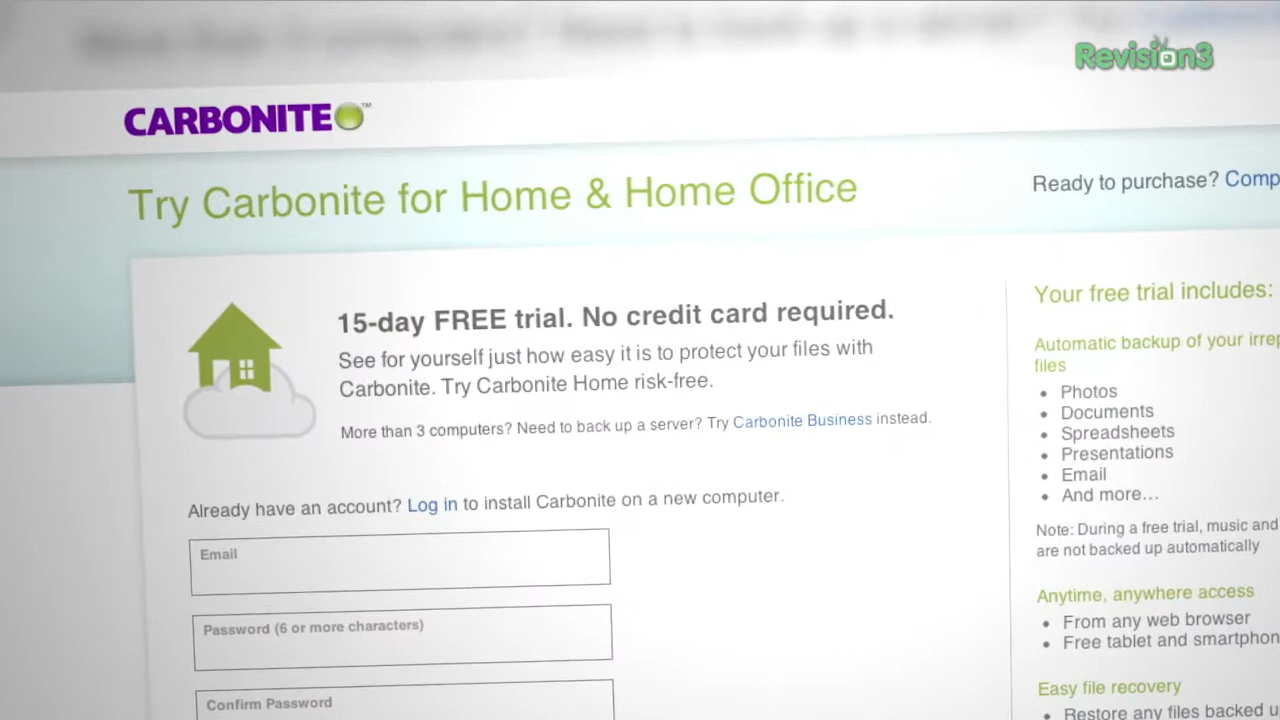 Revision3
CARBONITE™
Try Carbonite for Home & Home Office
Ready to purchase?
15-day FREE trial. No credit card required.
See for yourself just how easy it is to protect your files with
Carbonite. Try Carbonite Home risk-free.
More than 3 computers? Need to back up a server? Try Carbonite Business instead.
Already have an account? Log in to install Carbonite on a new computer.
Email
Password (6 or more characters)
Confirm Password
Your free trial includes:
Automatic backup of your
files
• Photos
• Documents
• Spreadsheets
• Presentations
• Email
• And more...
Note: During a free trial, music and
are not backed up automatically
Anytime, anywhere access
• From any web browser
• Free tablet and
Easy file recovery
• Restore any files backed